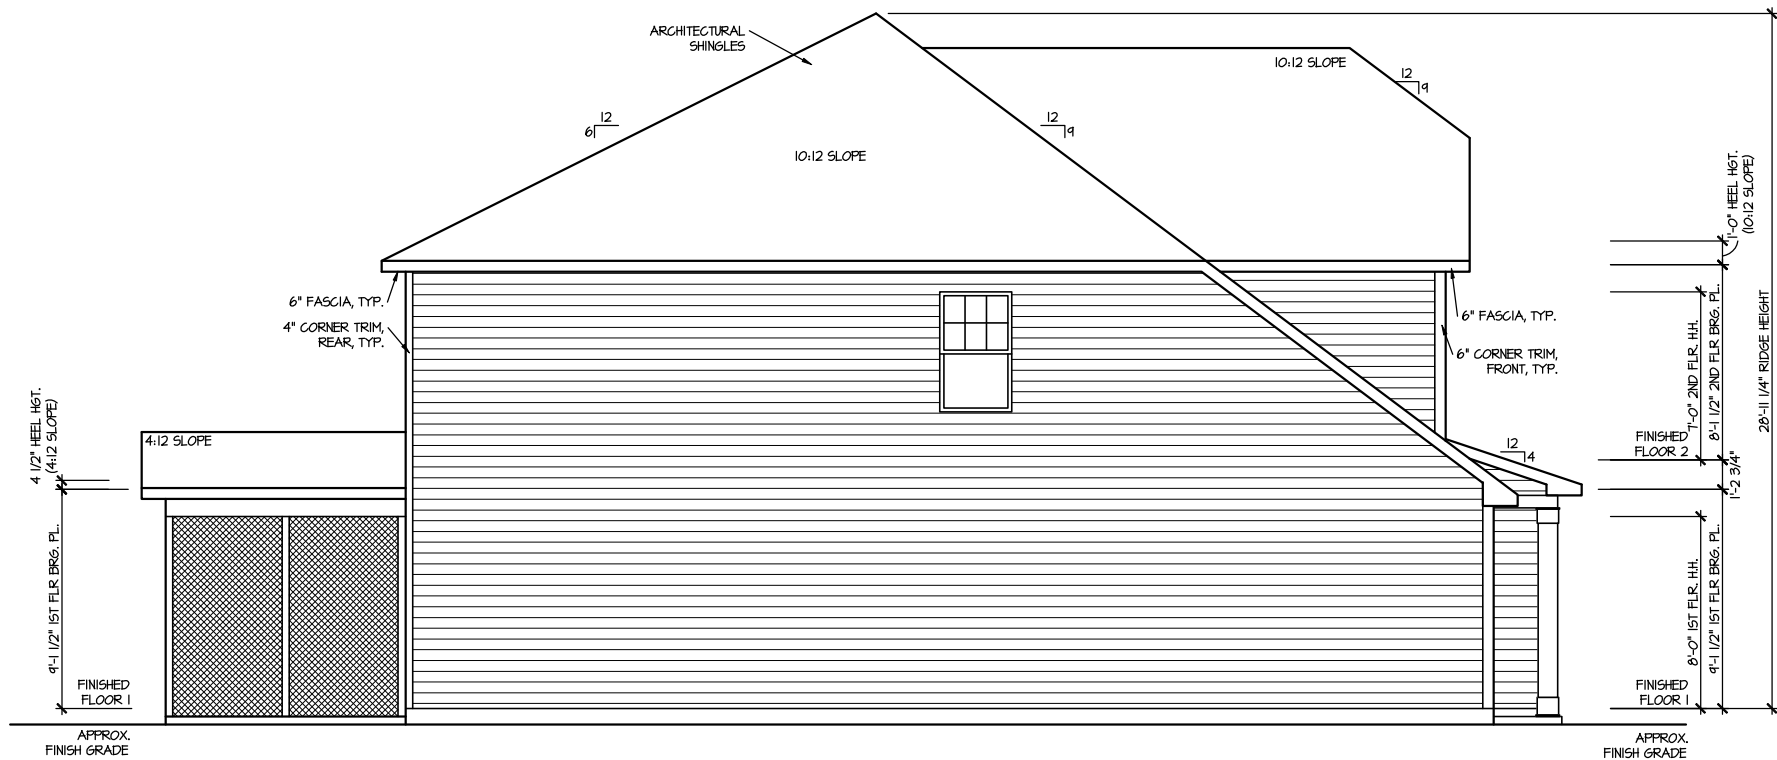 ARCHITECTURAL
SHINGLES
10:12 SLOPE
12
9
12
6
12
9
10:12 SLOPE
1'-0" HEEL HGT.
(10:12 SLOPE)
6" FASCIA, TYP.
4" CORNER TRIM,
REAR, TYP.
6" FASCIA, TYP.
6" CORNER TRIM,
FRONT, TYP.
7'-0" 2ND FLR. H.H.
8'-1 1/2" 2ND FLR BRG. PL.
28'-11 1/4" RIDGE HEIGHT
4 1/2" HEEL HGT.
(4:12 SLOPE)
4:12 SLOPE
12
4
FINISHED
FLOOR 2
1'-2 3/4"
9'-1 1/2" 1ST FLR BRG. PL.
8'-0" 1ST FLR. H.H.
9'-1 1/2" 1ST FLR BRG. PL.
FINISHED
FLOOR 1
FINISHED
FLOOR 1
APPROX.
FINISH GRADE
APPROX.
FINISH GRADE